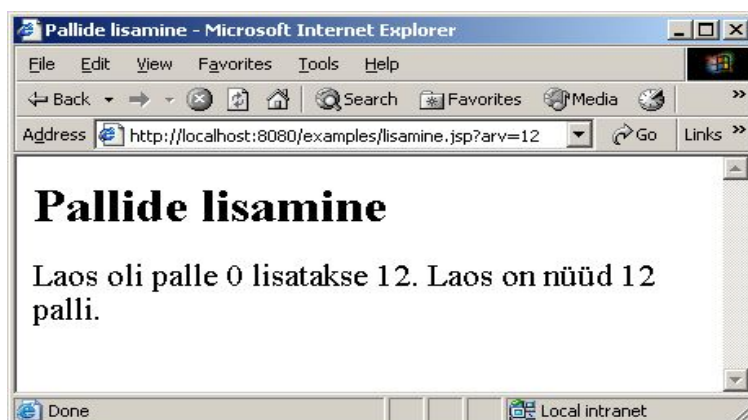 Pallide lisamine - Microsoft Internet Explorer
File Edit View Favorites Tools Help
Back Search Favorites Media »
Address http://localhost:8080/examples/lisamine.jsp?arv=12 Go Links »
Pallide lisamine
Laos oli palle 0 lisatakse 12. Laos on nüüd 12
palli.
Done Local intranet